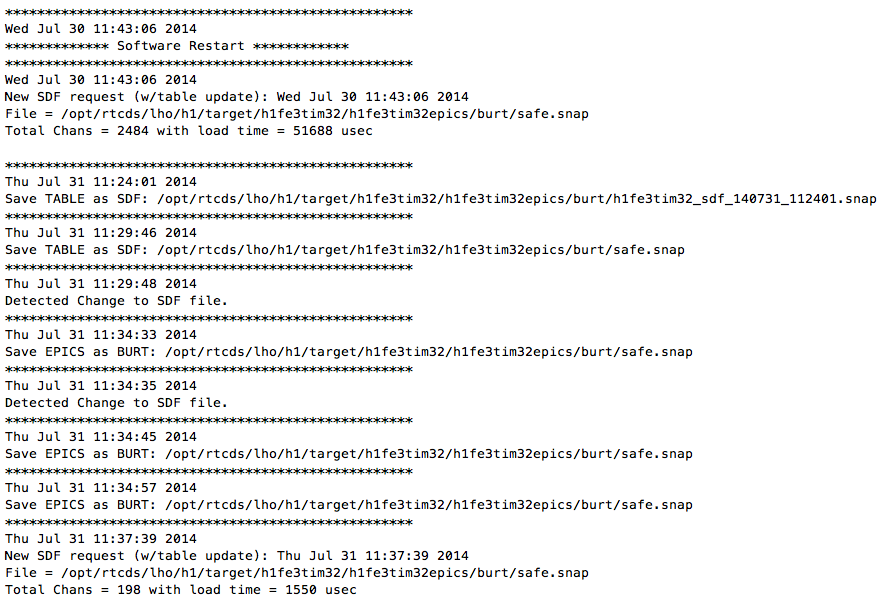 ***************************************************
Wed Jul 30 11:43:06 2014
************* Software Restart ************
***************************************************
Wed Jul 30 11:43:06 2014
New SDF request (w/table update): Wed Jul 30 11:43:06 2014
File = /opt/rtcds/lho/h1/target/h1fe3tim32/h1fe3tim32epics/burt/safe.snap
Total Chans = 2484 with load time = 51688 usec
***************************************************
Thu Jul 31 11:24:01 2014
Save TABLE as SDF: /opt/rtcds/lho/h1/target/h1fe3tim32/h1fe3tim32epics/burt/h1fe3tim32_sdf_140731_112401.snap
***************************************************
Thu Jul 31 11:29:46 2014
Save TABLE as SDF: /opt/rtcds/lho/h1/target/h1fe3tim32/h1fe3tim32epics/burt/safe.snap
***************************************************
Thu Jul 31 11:29:48 2014
Detected Change to SDF file.
***************************************************
Thu Jul 31 11:34:33 2014
Save EPICS as BURT: /opt/rtcds/lho/h1/target/h1fe3tim32/h1fe3tim32epics/burt/safe.snap
***************************************************
Thu Jul 31 11:34:35 2014
Detected Change to SDF file.
***************************************************
Thu Jul 31 11:34:45 2014
Save EPICS as BURT: /opt/rtcds/lho/h1/target/h1fe3tim32/h1fe3tim32epics/burt/safe.snap
***************************************************
Thu Jul 31 11:34:57 2014
Save EPICS as BURT: /opt/rtcds/lho/h1/target/h1fe3tim32/h1fe3tim32epics/burt/safe.snap
***************************************************
Thu Jul 31 11:37:39 2014
New SDF request (w/table update): Thu Jul 31 11:37:39 2014
File = /opt/rtcds/lho/h1/target/h1fe3tim32/h1fe3tim32epics/burt/safe.snap
Total Chans = 198 with load time = 1550 usec